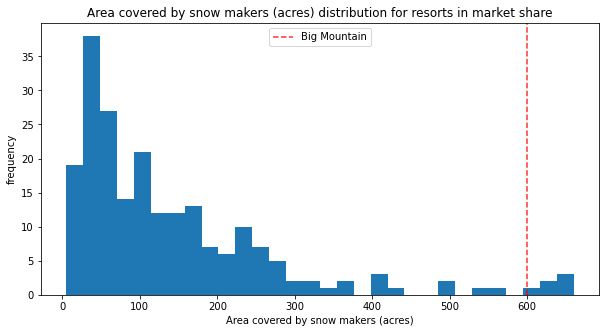 Area covered by snow makers (acres) distribution for resorts in market share
Big Mountain
35
30
25
20
15
10
5
0
frequency
0 100 200 300 400 500 600
Area covered by snow makers (acres)